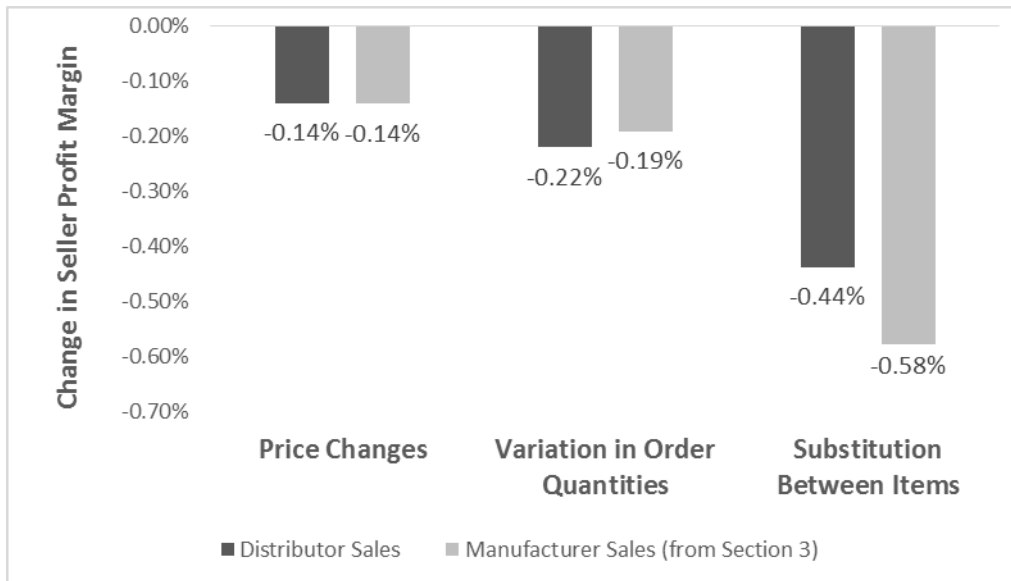 Change in Seller Profit Margin
0.00%
-0.10%
-0.20%
-0.30%
-0.40%
-0.50%
-0.60%
-0.70%
-0.14%
-0.14%
-0.22%
-0.19%
-0.44%
-0.58%
Price Changes
Variation in Order
Quantities
Substitution
Between Items
Distributor Sales
Manufacturer Sales (from Section 3)